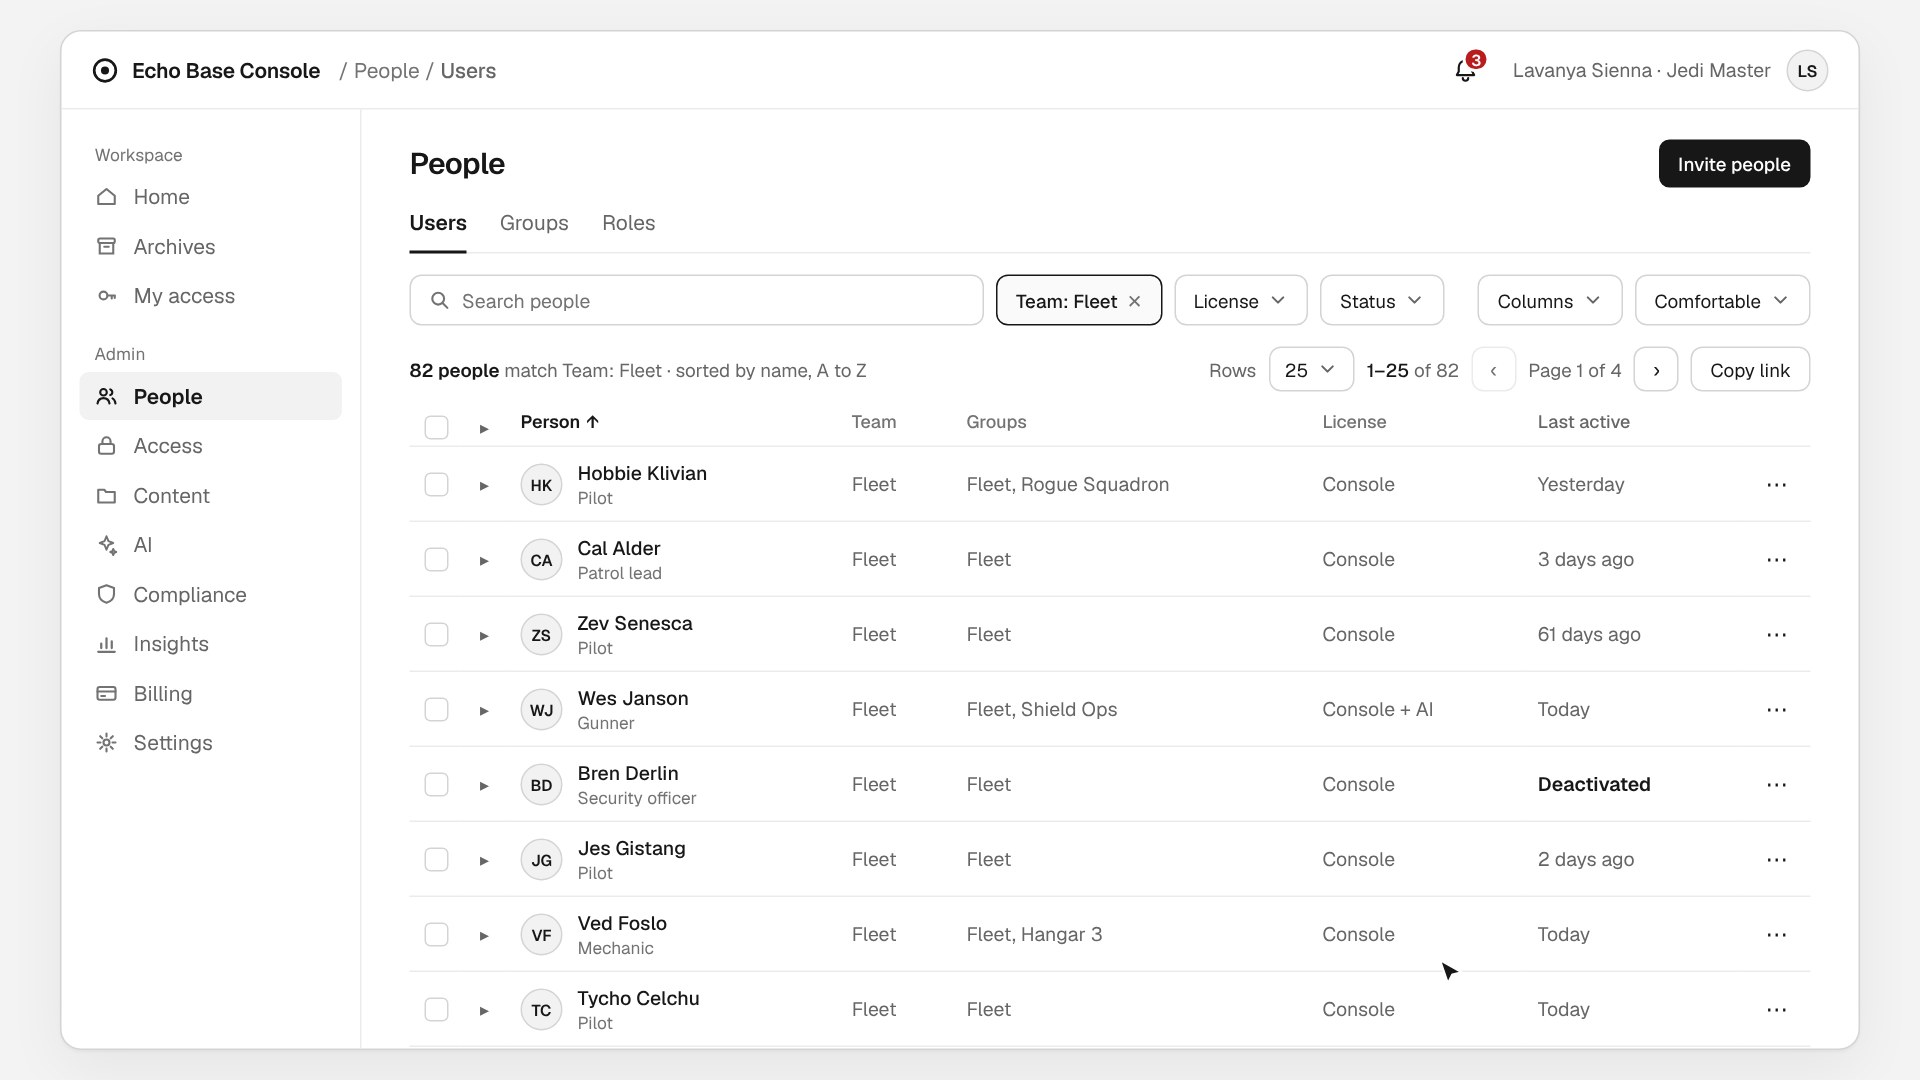 Echo Base Console / People / Users
3
Lavanya Sienna · Jedi Master LS
Workspace
Home
Archives
My access
Admin
People
Access
Content
AI
Compliance
Insights
Billing
Settings
People
Invite people
Users Groups Roles
Search people
Team: Fleet × License Status Columns Comfortable
82 people match Team: Fleet · sorted by name, A to Z
Rows 25 1–25 of 82 ‹ Page 1 of 4 › Copy link
Person ↑ Team Groups License Last active
HK Hobbie Klivian Fleet Fleet, Rogue Squadron Console Yesterday ···
Pilot
CA Cal Alder Fleet Fleet Console 3 days ago ···
Patrol lead
ZS Zev Senesca Fleet Fleet Console 61 days ago ···
Pilot
WJ Wes Janson Fleet Fleet, Shield Ops Console + AI Today ···
Gunner
BD Bren Derlin Fleet Fleet Console Deactivated ···
Security officer
JG Jes Gistang Fleet Fleet Console 2 days ago ···
Pilot
VF Ved Foslo Fleet Fleet, Hangar 3 Console Today ···
Mechanic
TC Tycho Celchu Fleet Fleet Console Today ···
Pilot